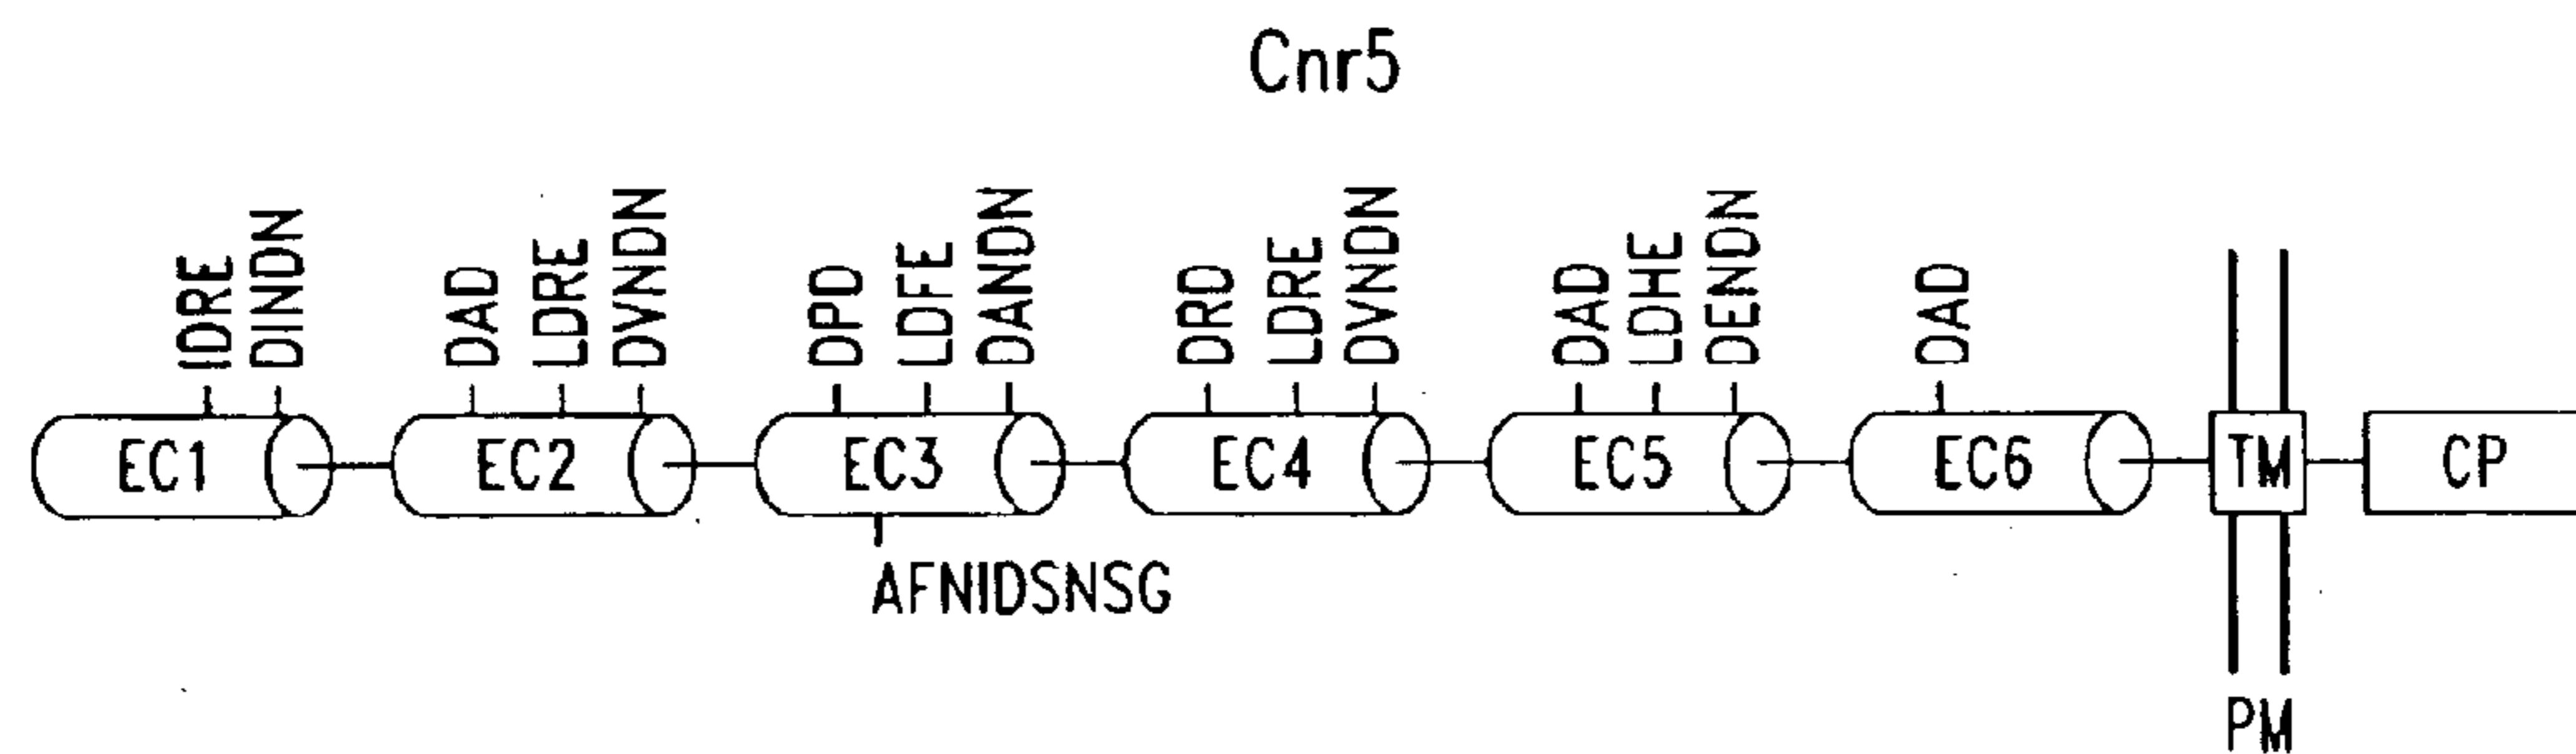 Cnr5
IDRE DINDN DAD LDRE DVNDN DPD LDFE DANDN DRD LDRE DVNDN DAD LDHE DENDN DAD
EC1 EC2 EC3 EC4 EC5 EC6 TM CP
AFNIDSNSG
PM